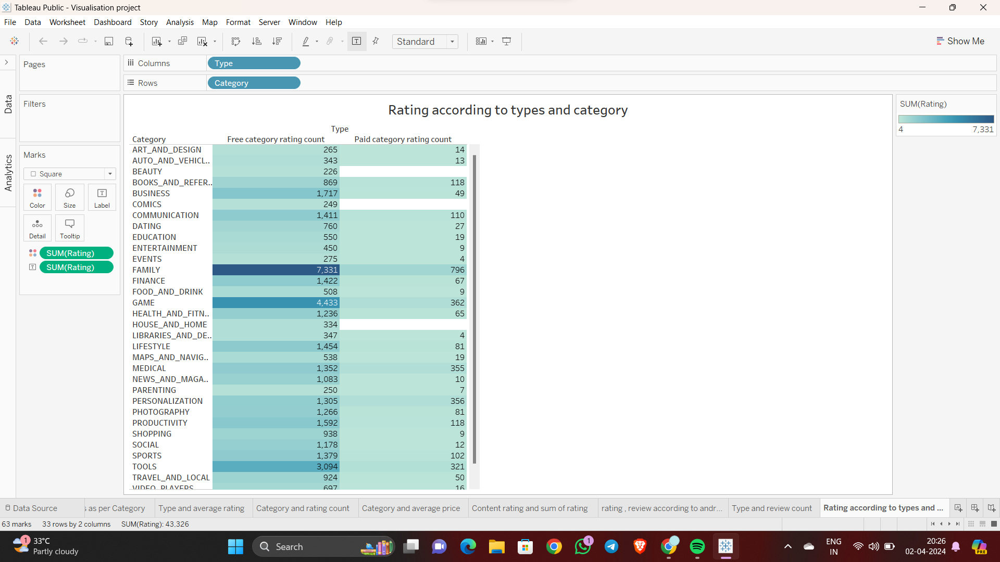 Tableau Public - Visualisation project
File Data Worksheet Dashboard Story Analysis Map Format Server Window Help
Standard
Show Me
Pages
Columns Type
Rows Category
Filters
Data
Analytics
Marks
Square
Color Size Label
Detail Tooltip
SUM(Rating)
SUM(Rating)
Rating according to types and category
Type
Category Free category rating count Paid category rating count
ART_AND_DESIGN 265 14
AUTO_AND_VEHICL.. 343 13
BEAUTY 226
BOOKS_AND_REFER.. 869 118
BUSINESS 1,717 49
COMICS 249
COMMUNICATION 1,411 110
DATING 760 27
EDUCATION 550 19
ENTERTAINMENT 450 9
EVENTS 275 4
FAMILY 7,331 796
FINANCE 1,422 67
FOOD_AND_DRINK 508 9
GAME 4,433 362
HEALTH_AND_FITN.. 1,236 65
HOUSE_AND_HOME 334
LIBRARIES_AND_DE.. 347 4
LIFESTYLE 1,454 81
MAPS_AND_NAVIG.. 538 19
MEDICAL 1,352 355
NEWS_AND_MAGA.. 1,083 10
PARENTING 250 7
PERSONALIZATION 1,305 356
PHOTOGRAPHY 1,266 81
PRODUCTIVITY 1,592 118
SHOPPING 938 9
SOCIAL 1,178 12
SPORTS 1,379 102
TOOLS 3,094 321
TRAVEL_AND_LOCAL 924 50
VIDEO_PLAYERS 697 16
SUM(Rating)
4 7,331
Data Source s as per Category Type and average rating Category and rating count Category and average price Content rating and sum of rating rating , review according to andr... Type and review count Rating according to types and ...
63 marks 33 rows by 2 columns SUM(Rating): 43,326
1
33°C
Partly cloudy
Search
1
ENG
IN
20:26
02-04-2024
PRE